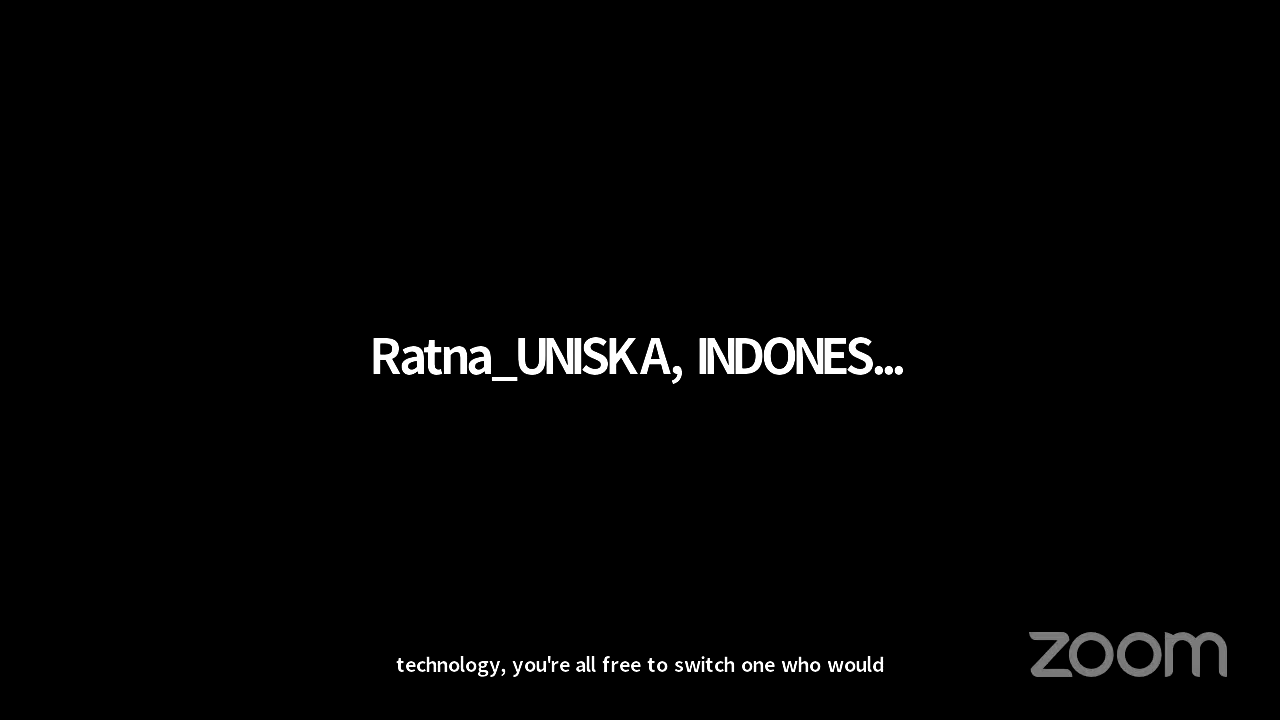 Ratna_UNISKA, INDONES...
technology, you're all free to switch one who would
zoom